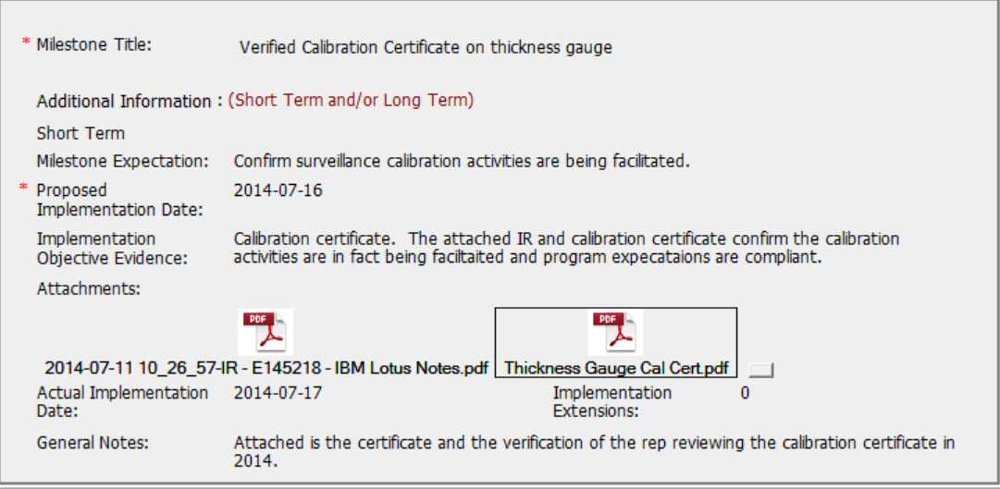 * Milestone Title: Verified Calibration Certificate on thickness gauge
Additional Information : (Short Term and/or Long Term)
Short Term
Milestone Expectation: Confirm surveillance calibration activities are being facilitated.
* Proposed 2014-07-16
Implementation Date:
Implementation Calibration certificate. The attached IR and calibration certificate confirm the calibration
Objective Evidence: activities are in fact being faciltaited and program expecataions are compliant.
Attachments:
PDF PDF
2014-07-11 10_26_57-IR - E145218 - IBM Lotus Notes.pdf Thickness Gauge Cal Cert.pdf
Actual Implementation 2014-07-17 Implementation 0
Date: Extensions:
General Notes: Attached is the certificate and the verification of the rep reviewing the calibration certificate in
2014.